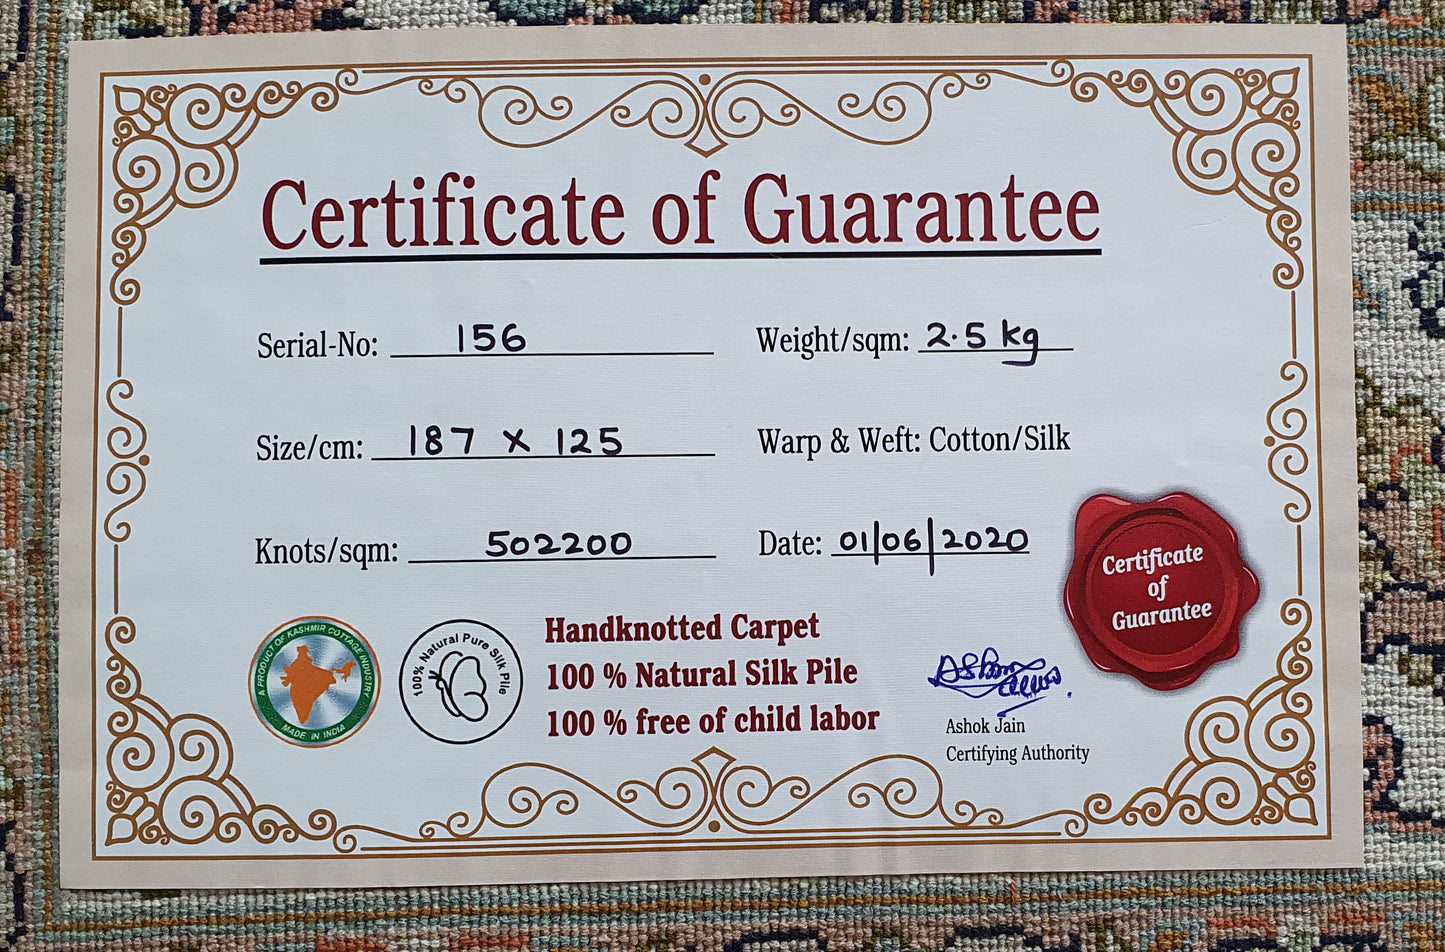 Certificate of Guarantee
Serial-No: 156
Weight/sqm: 2.5 kg
Size/cm: 187 x 125
Warp & Weft: Cotton/Silk
Knots/sqm: 502200
Date: 01/06/2020
Certificate
of
Guarantee
A PRODUCT OF KASHMIR COTTAGE INDUSTRY
MADE IN INDIA
100% Natural Pure Silk Pile
Handknotted Carpet
100 % Natural Silk Pile
100 % free of child labor
Ashok Jain
Certifying Authority